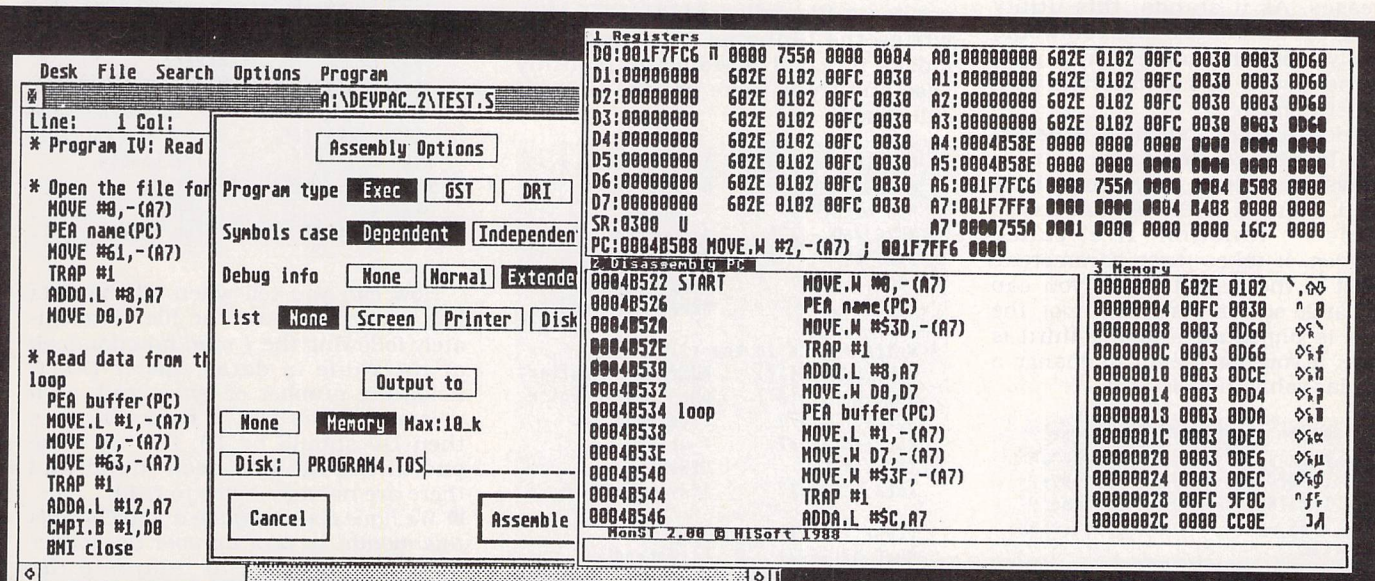 Desk File Search Options Program
A:\DEVPAC_2\TEST.S
Line: 1 Col:
* Program IV: Read
* Open the file for
MOVE #0,-(A7)
PEA name(PC)
MOVE #61,-(A7)
TRAP #1
ADDQ.L #8,A7
MOVE D0,D7
* Read data from th
loop
PEA buffer(PC)
MOVE.L #1,-(A7)
MOVE D7,-(A7)
MOVE #63,-(A7)
TRAP #1
ADDA.L #12,A7
CMPI.B #1,D0
BMI close
Assembly Options
Program type Exec GST DRI
Symbols case Dependent Independen
Debug info None Normal Extende
List None Screen Printer Disk
Output to
None Memory Max:10_k
Disk: PROGRAM4.TOS
Cancel Assemble
1 Registers
D0:001F7FC6 0000 755A 0000 0004 A0:00000000 602E 0102 00FC 0030 0003 0D60
D1:00000000 602E 0102 00FC 0030 A1:00000000 602E 0102 00FC 0030 0003 0D60
D2:00000000 602E 0102 00FC 0030 A2:00000000 602E 0102 00FC 0030 0003 0D60
D3:00000000 602E 0102 00FC 0030 A3:00000000 602E 0102 00FC 0030 0003 0D60
D4:00000000 602E 0102 00FC 0030 A4:0004B58E 0000 0000 0000 0000 0000 0000
D5:00000000 602E 0102 00FC 0030 A5:0004B58E 0000 0000 0000 0000 0000 0000
D6:00000000 602E 0102 00FC 0030 A6:001F7FC6 0000 755A 0000 0004 B508 0000
D7:00000000 602E 0102 00FC 0030 A7:001F7FF8 0000 0000 0004 B408 0000 0000
SR:0300 U A7'0000755A 0001 0000 0000 0000 16C2 0000
PC:0004B508 MOVE.W #2,-(A7) ; 001F7FF6 0000
2 Disassembly PC
0004B522 START MOVE.W #0,-(A7)
0004B526 PEA name(PC)
0004B52A MOVE.W #$3D,-(A7)
0004B52E TRAP #1
0004B530 ADDQ.L #8,A7
0004B532 MOVE.W D0,D7
0004B534 loop PEA buffer(PC)
0004B538 MOVE.L #1,-(A7)
0004B53E MOVE.W D7,-(A7)
0004B540 MOVE.W #$3F,-(A7)
0004B544 TRAP #1
0004B546 ADDA.L #$C,A7
3 Memory
00000000 602E 0102
00000004 00FC 0030
00000008 0003 0D60
0000000C 0003 0D66
00000010 0003 0DCE
00000014 0003 0DD4
00000018 0003 0DDA
0000001C 0003 0DE0
00000020 0003 0DE6
00000024 0003 0DEC
00000028 00FC 9F0C
0000002C 0000 CC0E
MonST 2.00 © HiSoft 1988